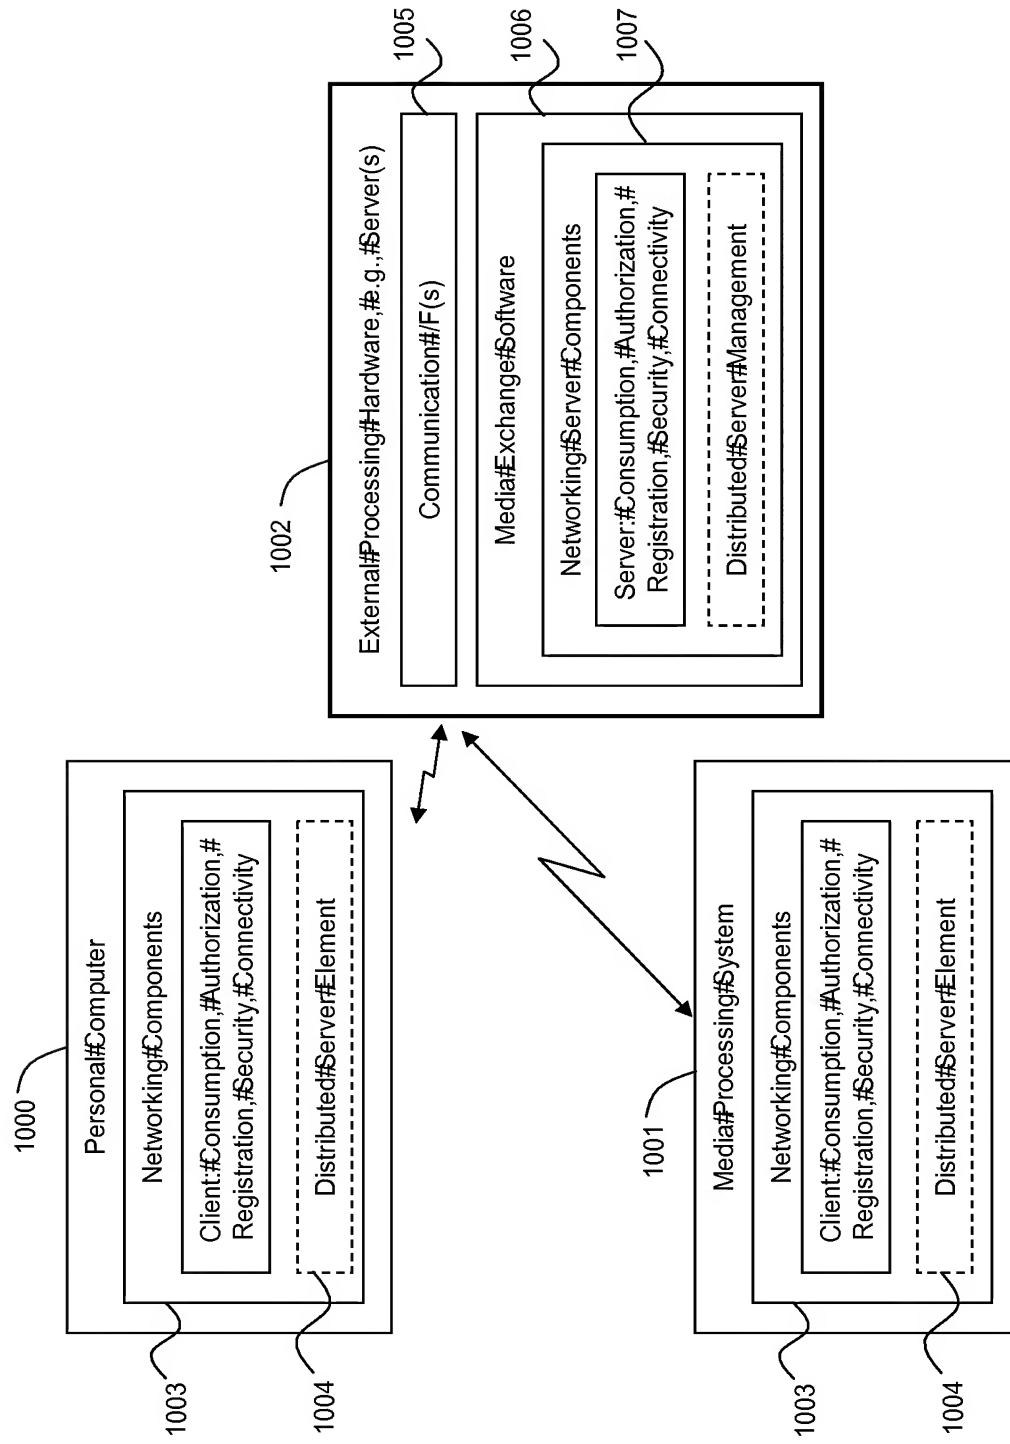 1000
Personal#Computer
1003
Networking#Components
Client:#Consumption,#Authorization,#
Registration,#Security,#Connectivity
1004
Distributed#Server#Element
1002
External#Processing#Hardware,#e.g.,#Server(s)
1005
Communication#I/F(s)
1006
Media#Exchange#Software
1007
Networking#Server#Components
Server:#Consumption,#Authorization,#
Registration,#Security,#Connectivity
Distributed#Server#Management
1001
Media#Processing#System
1003
Networking#Components
Client:#Consumption,#Authorization,#
Registration,#Security,#Connectivity
1004
Distributed#Server#Element